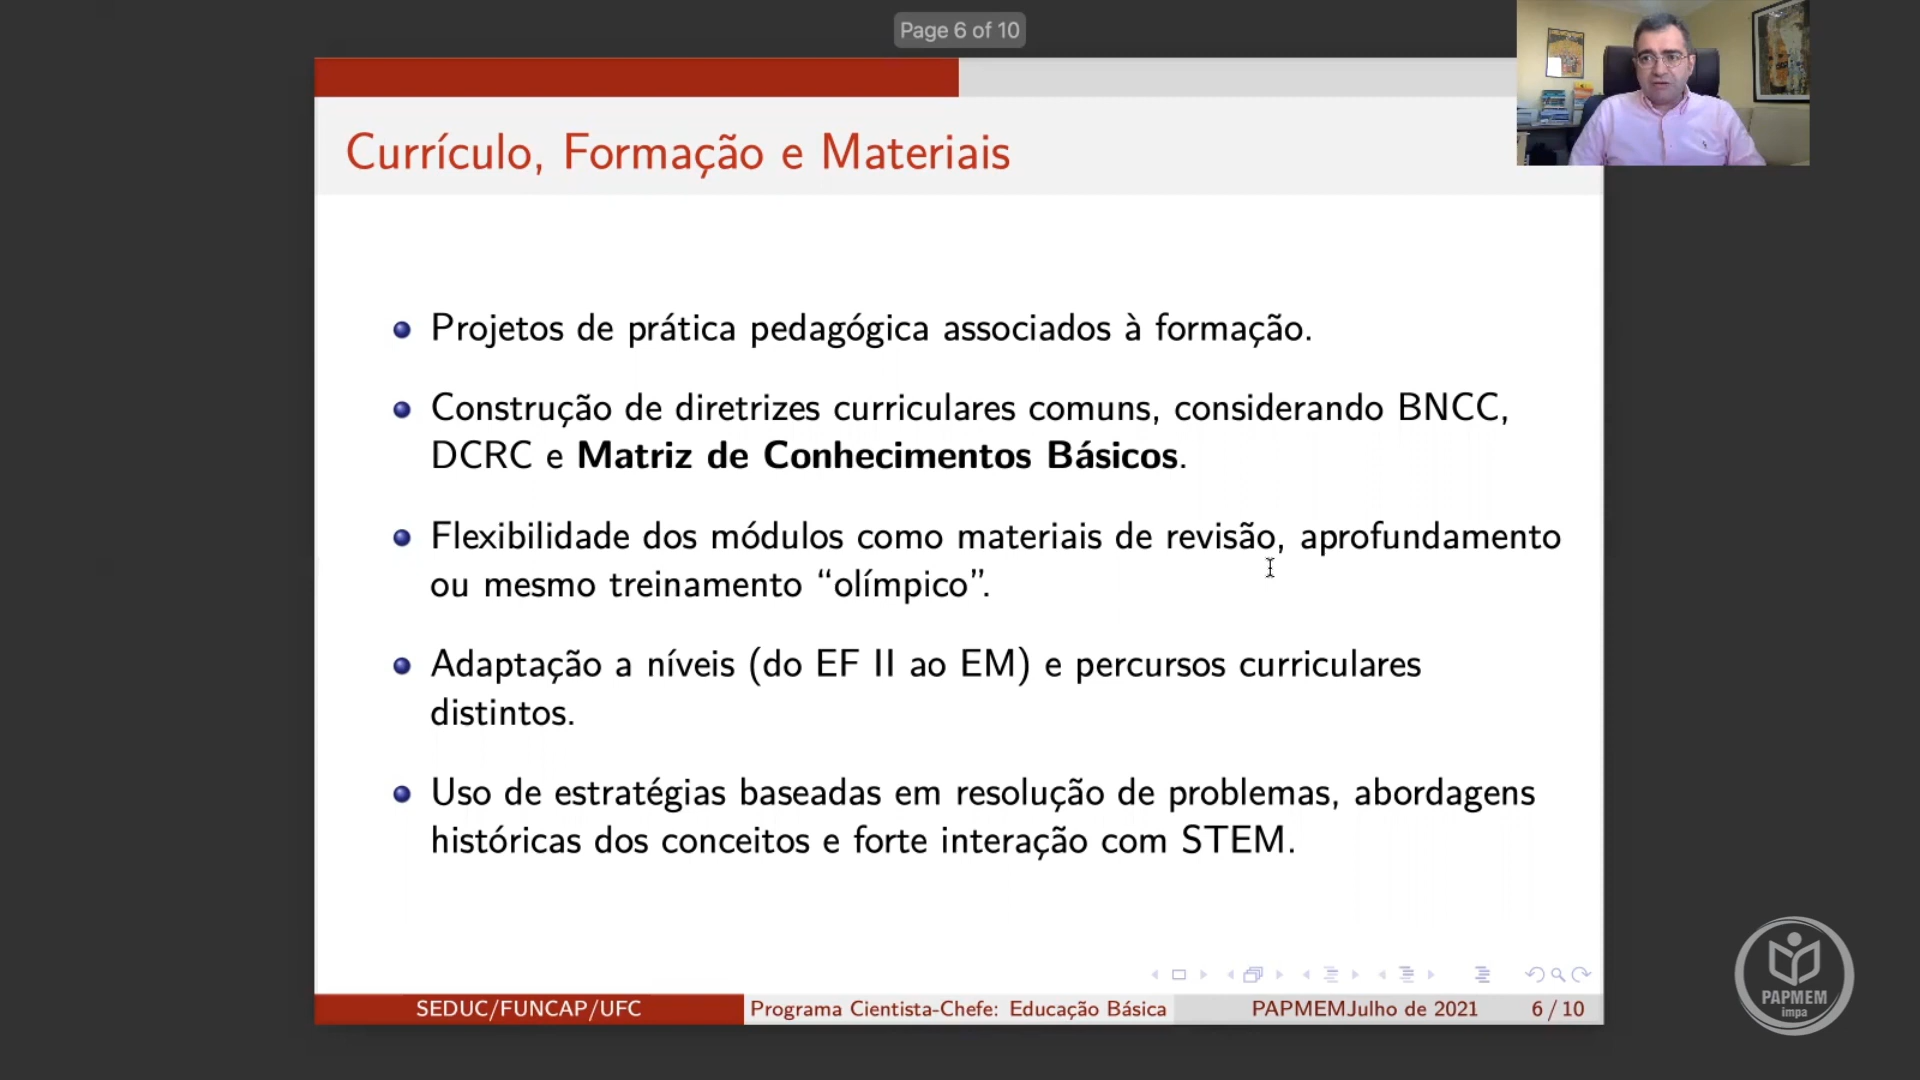 Page 6 of 10
Currículo, Formação e Materiais
Projetos de prática pedagógica associados à formação.
Construção de diretrizes curriculares comuns, considerando BNCC,
DCRC e Matriz de Conhecimentos Básicos.
Flexibilidade dos módulos como materiais de revisão, aprofundamento
ou mesmo treinamento “olímpico”.
Adaptação a níveis (do EF II ao EM) e percursos curriculares
distintos.
Uso de estratégias baseadas em resolução de problemas, abordagens
históricas dos conceitos e forte interação com STEM.
SEDUC/FUNCAP/UFC
Programa Cientista-Chefe: Educação Básica
PAPMEMJulho de 2021
6 / 10
PAPMEM
impa